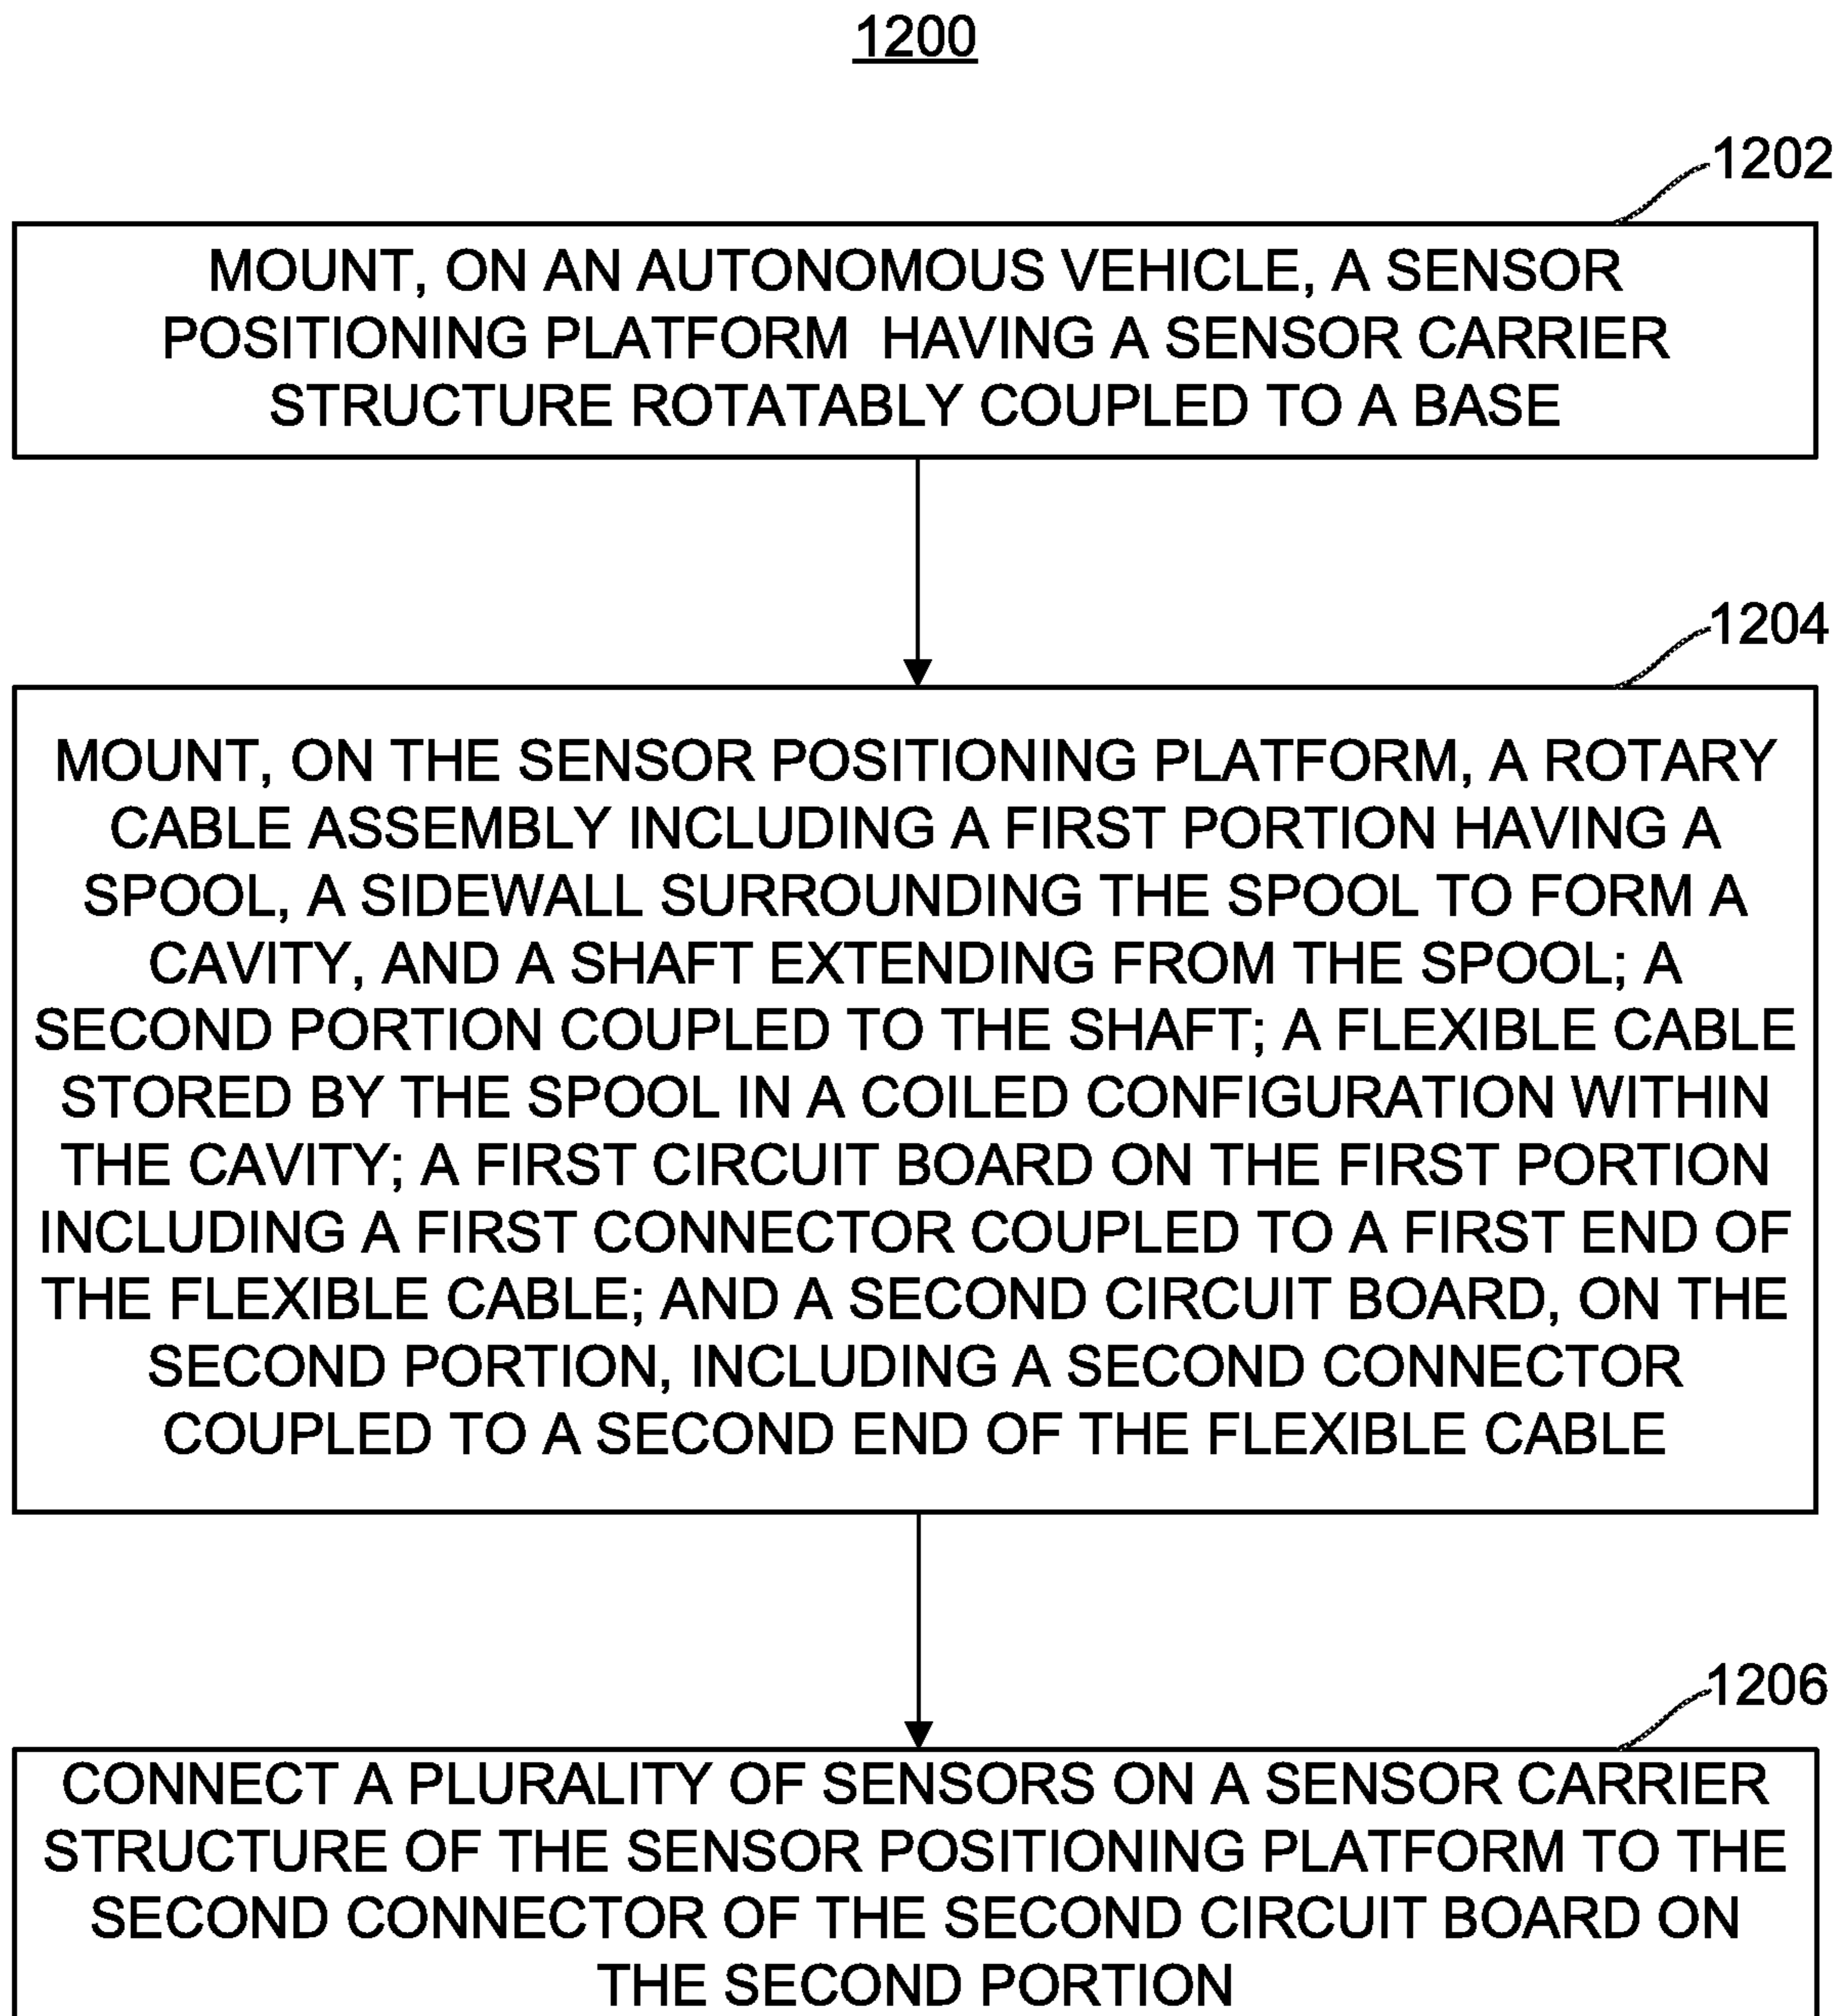 1200
1202
MOUNT, ON AN AUTONOMOUS VEHICLE, A SENSOR
POSITIONING PLATFORM HAVING A SENSOR CARRIER
STRUCTURE ROTATABLY COUPLED TO A BASE
1204
MOUNT, ON THE SENSOR POSITIONING PLATFORM, A ROTARY
CABLE ASSEMBLY INCLUDING A FIRST PORTION HAVING A
SPOOL, A SIDEWALL SURROUNDING THE SPOOL TO FORM A
CAVITY, AND A SHAFT EXTENDING FROM THE SPOOL; A
SECOND PORTION COUPLED TO THE SHAFT; A FLEXIBLE CABLE
STORED BY THE SPOOL IN A COILED CONFIGURATION WITHIN
THE CAVITY; A FIRST CIRCUIT BOARD ON THE FIRST PORTION
INCLUDING A FIRST CONNECTOR COUPLED TO A FIRST END OF
THE FLEXIBLE CABLE; AND A SECOND CIRCUIT BOARD, ON THE
SECOND PORTION, INCLUDING A SECOND CONNECTOR
COUPLED TO A SECOND END OF THE FLEXIBLE CABLE
1206
CONNECT A PLURALITY OF SENSORS ON A SENSOR CARRIER
STRUCTURE OF THE SENSOR POSITIONING PLATFORM TO THE
SECOND CONNECTOR OF THE SECOND CIRCUIT BOARD ON
THE SECOND PORTION